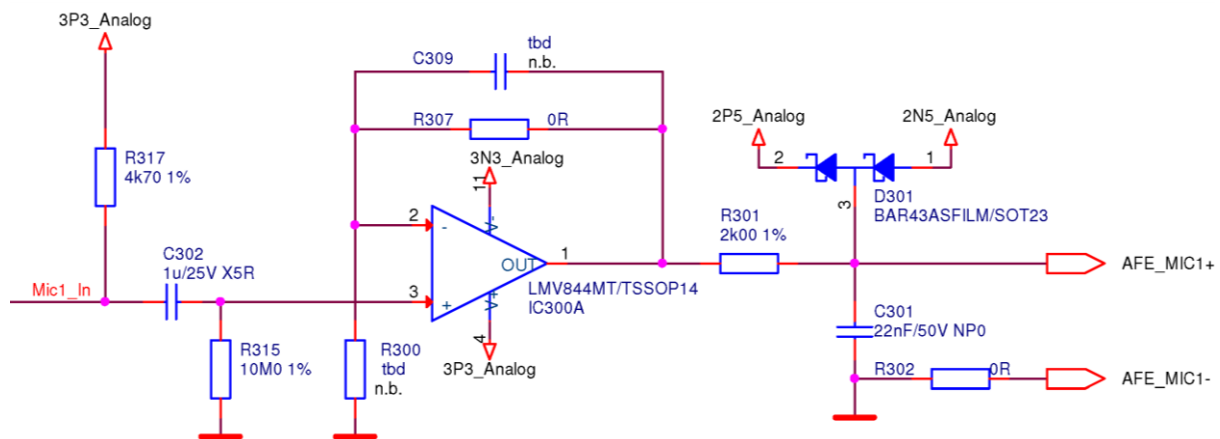 3P3_Analog
C309
tbd
n.b.
R307
0R
2P5_Analog
2N5_Analog
3N3_Analog
R317
4k70 1%
11
2
1
D301
BAR43ASFILM/SOT23
3
2
-
V-
R301
2k00 1%
C302
1u/25V X5R
OUT
1
Mic1_In
3
+
V+
LMV844MT/TSSOP14
IC300A
AFE_MIC1+
4
C301
22nF/50V NP0
R315
10M0 1%
R300
tbd
n.b.
3P3_Analog
R302
0R
AFE_MIC1-